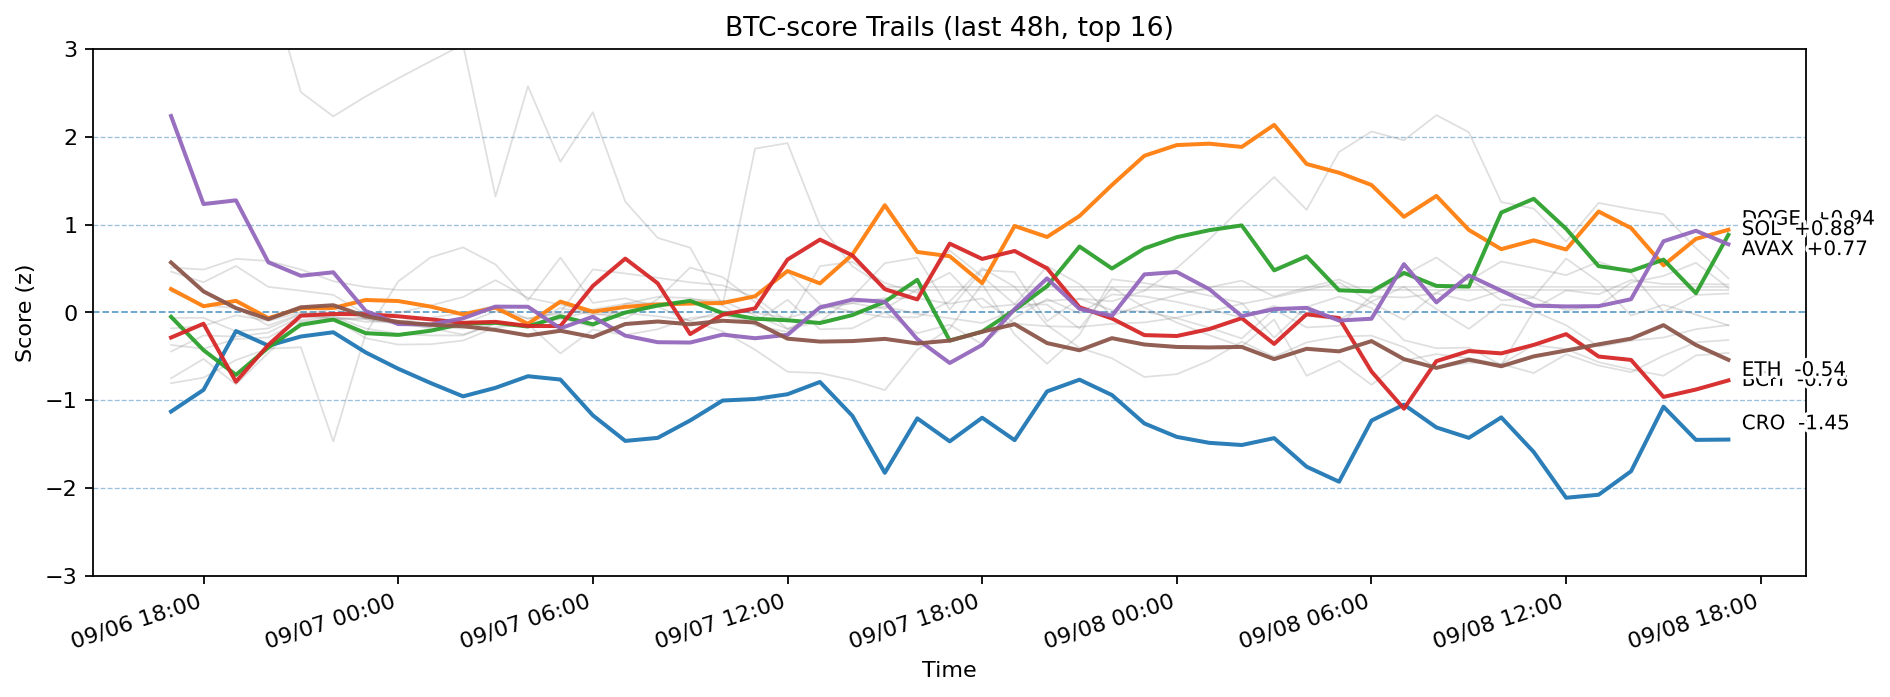 BTC-score Trails (last 48h, top 16)
Score (z)
3
2
1
0
−1
−2
−3
DOGE +0.94
SOL +0.88
AVAX +0.77
ETH -0.54
BCH -0.78
CRO -1.45
09/06 18:00
09/07 00:00
09/07 06:00
09/07 12:00
09/07 18:00
09/08 00:00
09/08 06:00
09/08 12:00
09/08 18:00
Time